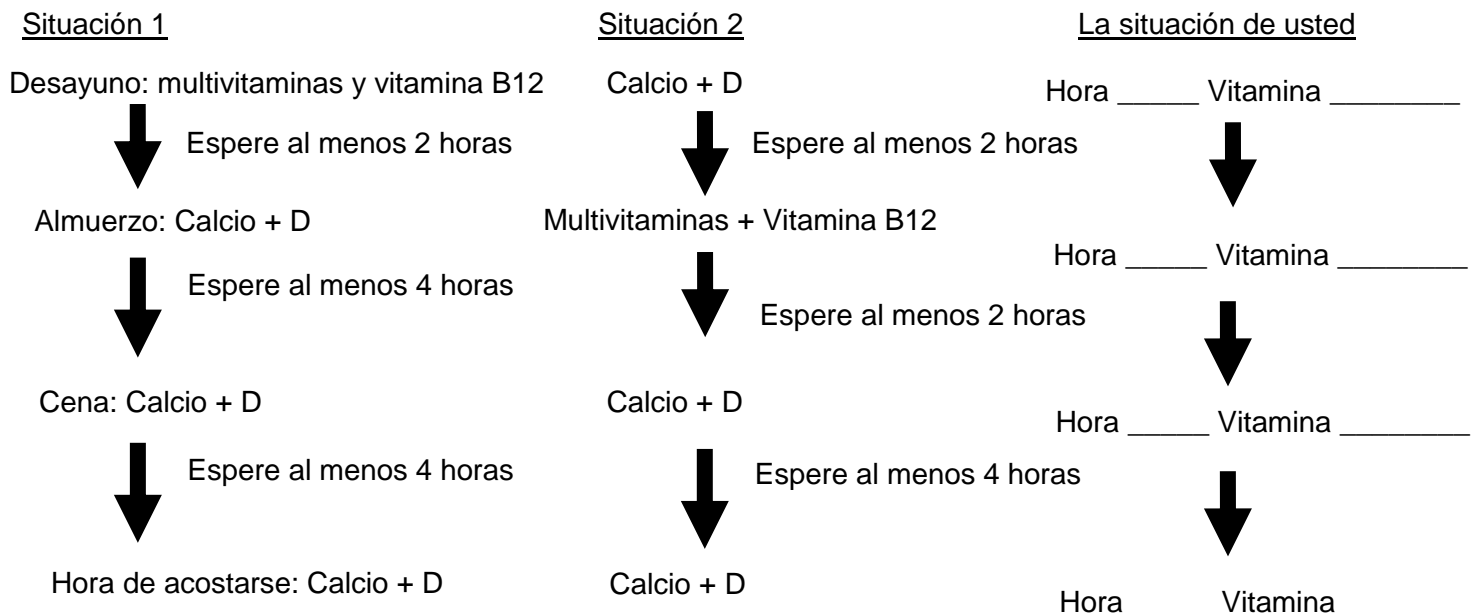 Situación 1
Desayuno: multivitaminas y vitamina B12
Espere al menos 2 horas
Almuerzo: Calcio + D
Espere al menos 4 horas
Cena: Calcio + D
Espere al menos 4 horas
Hora de acostarse: Calcio + D
Situación 2
Calcio + D
Espere al menos 2 horas
Multivitaminas + Vitamina B12
Espere al menos 2 horas
Calcio + D
Espere al menos 4 horas
Calcio + D
La situación de usted
Hora _____ Vitamina ________
Hora _____ Vitamina ________
Hora _____ Vitamina ________
Hora Vitamina